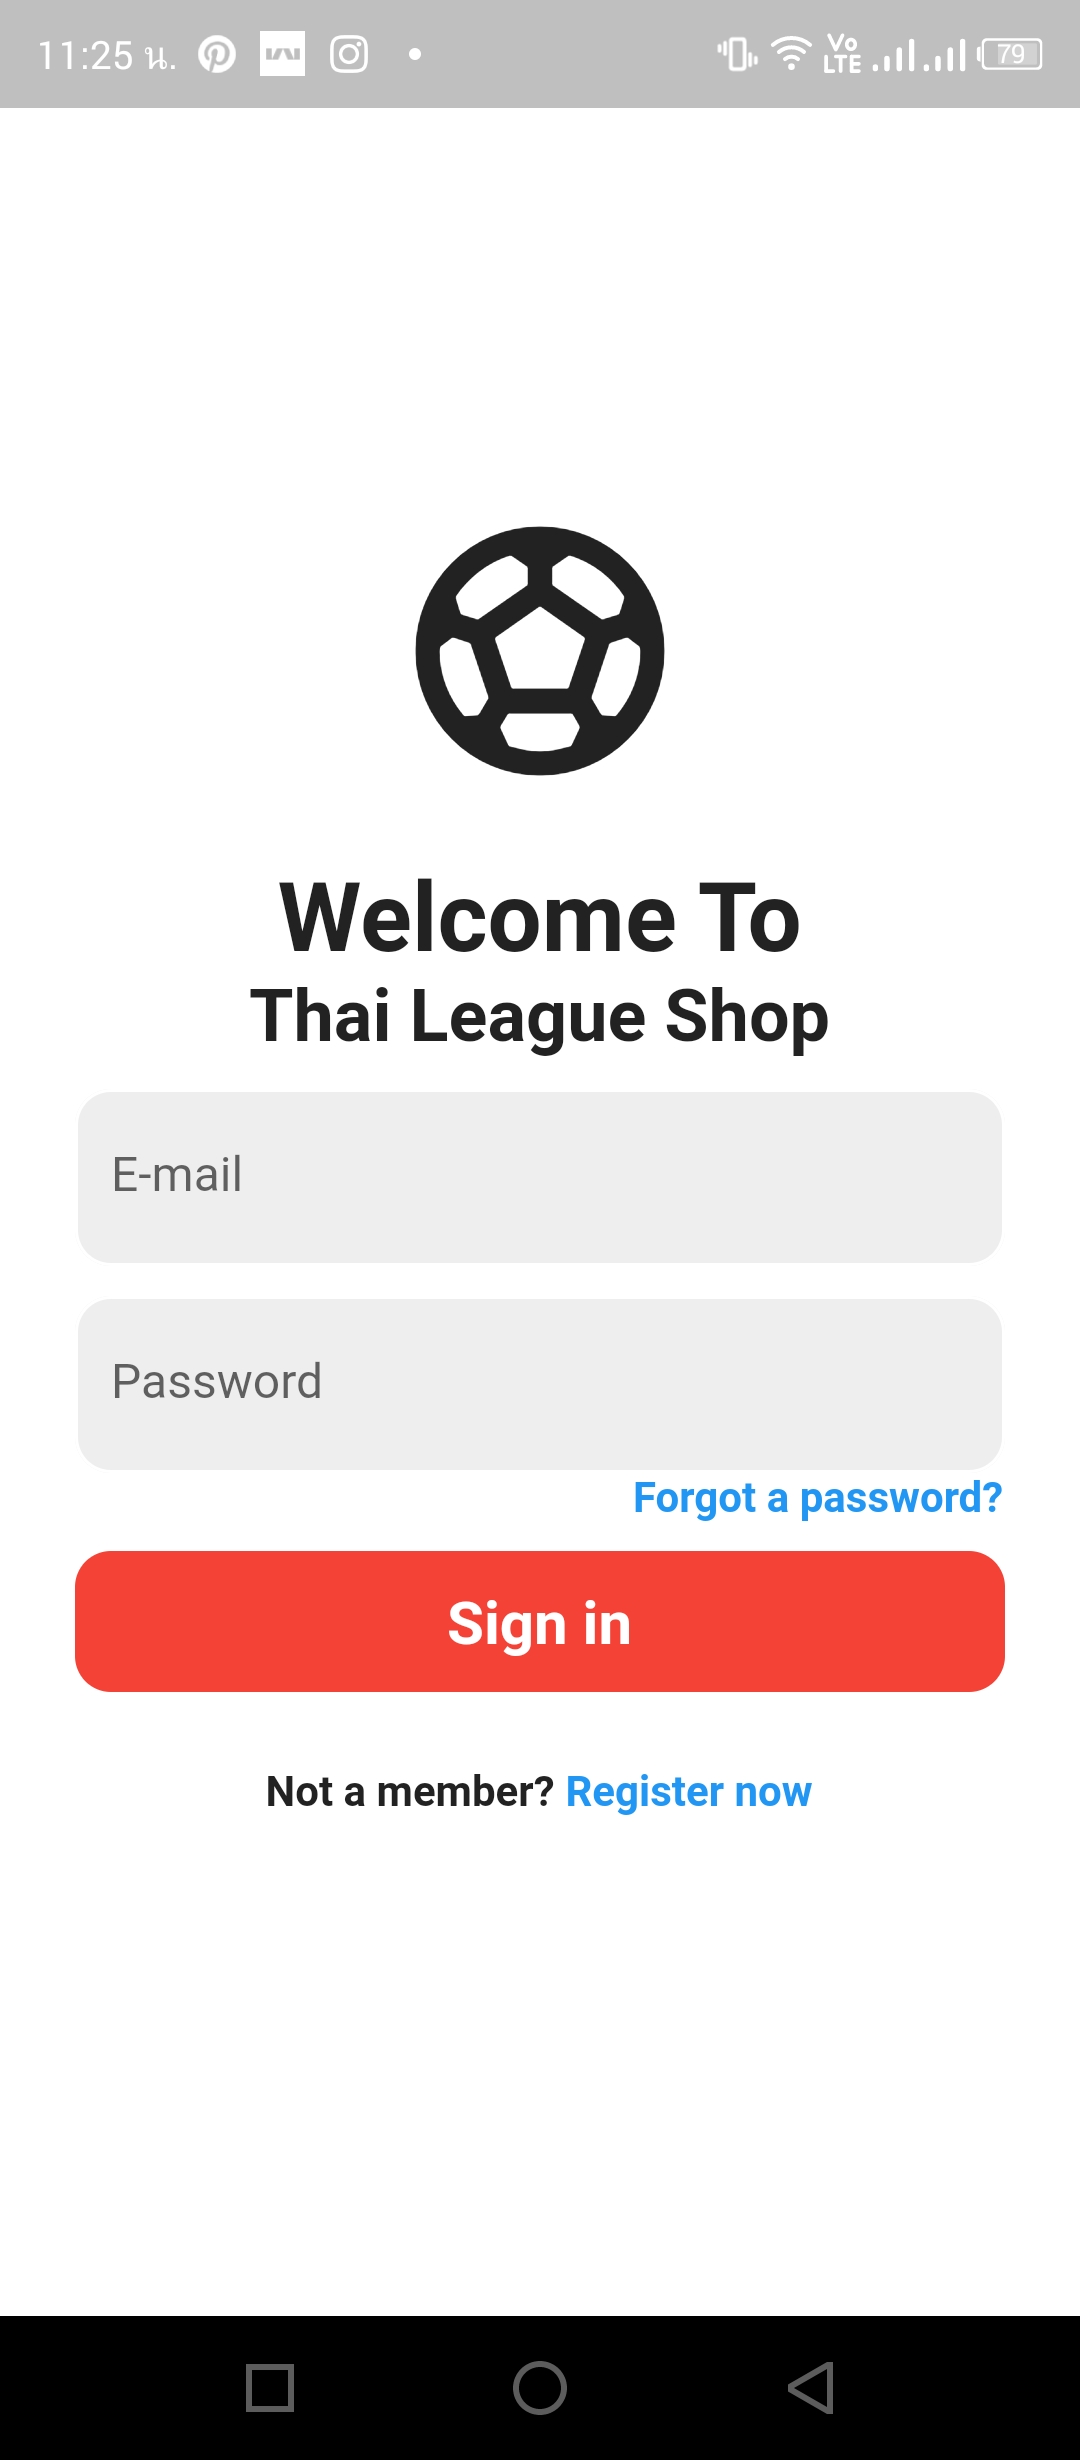 11:25 น.
Vo
LTE
79
Welcome To
Thai League Shop
E-mail
Password
Forgot a password?
Sign in
Not a member? Register now